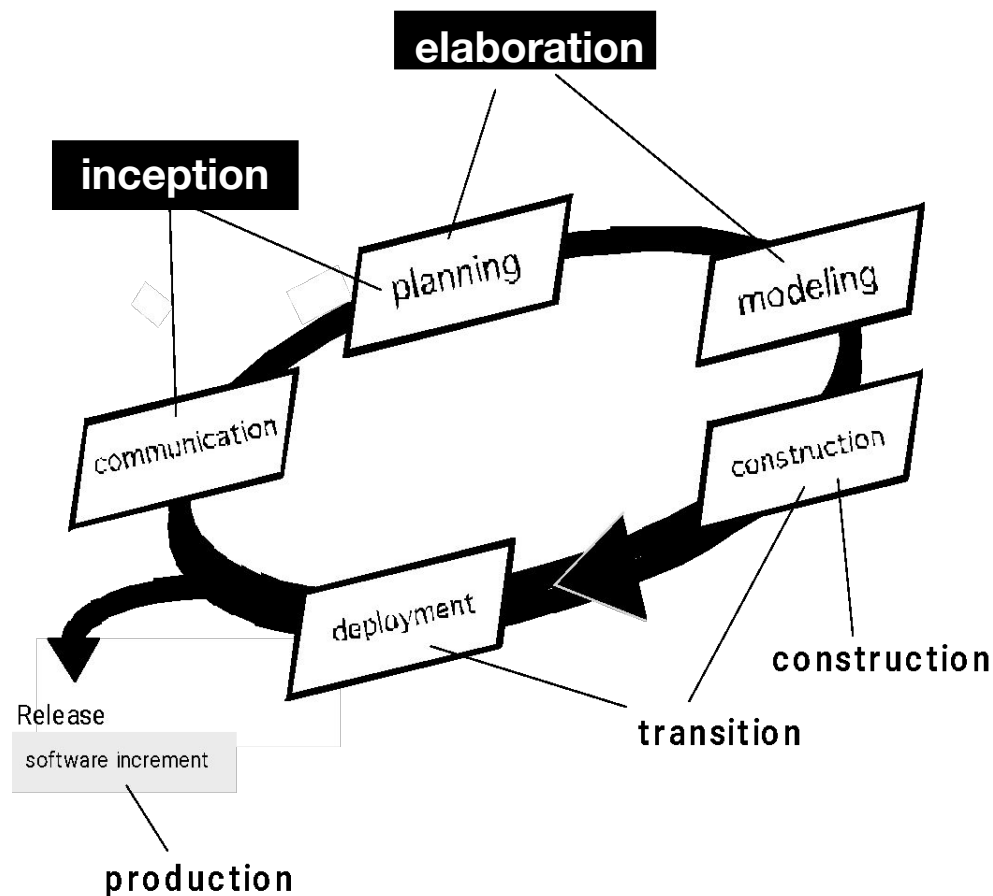 elaboration
inception
planning
modeling
communication
construction
deployment
construction
transition
Release
software increment
production